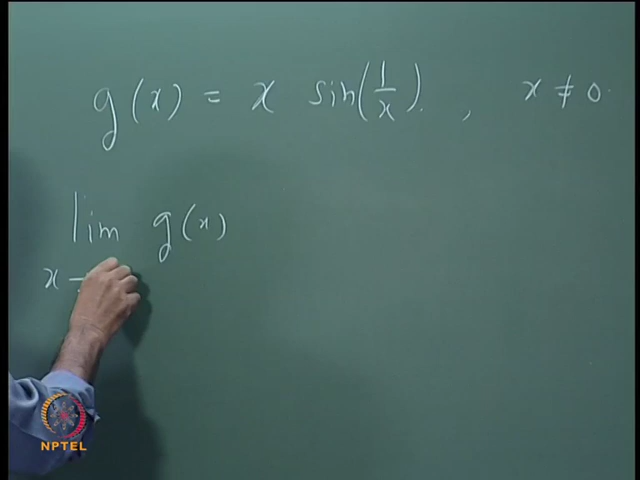 g(x) = x sin(1/x). , x ≠ 0.
lim g(x)
x -
NPTEL